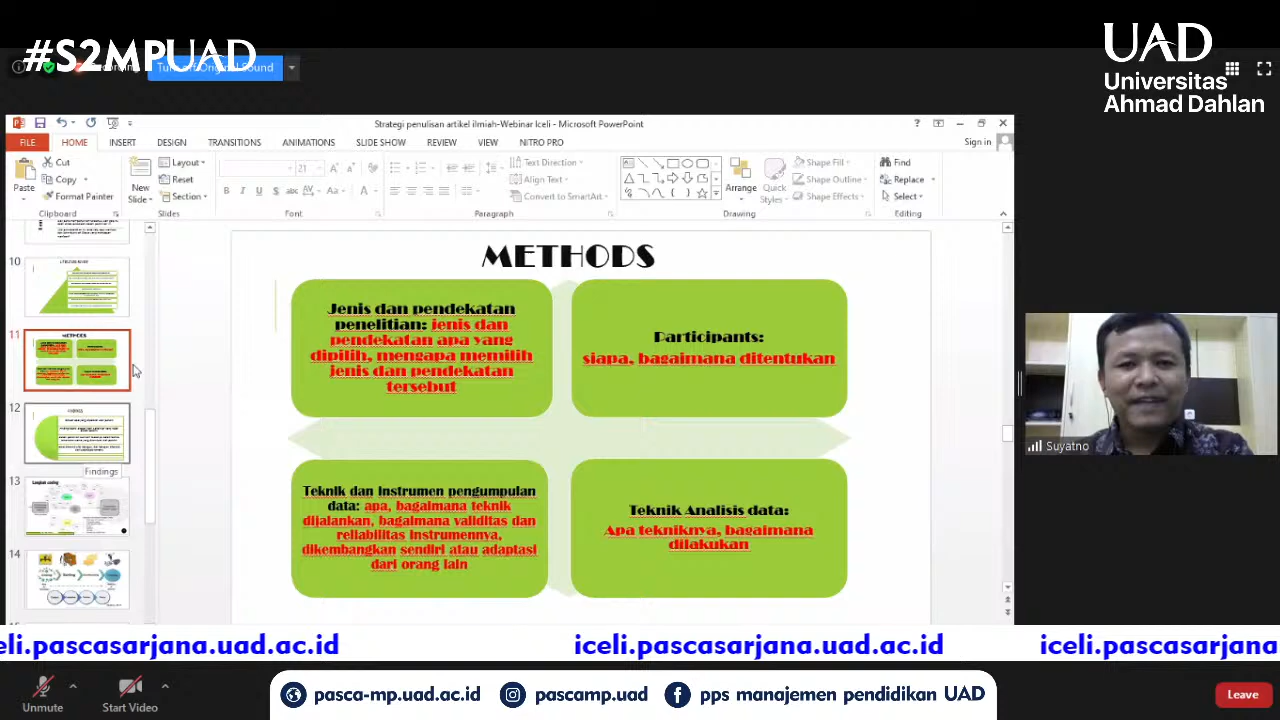 #S2MPUAD
UAD
Universitas
Ahmad Dahlan
Turn off Original Sound
Strategi penulisan artikel ilmiah-Webinar Iceli - Microsoft PowerPoint
FILE HOME INSERT DESIGN TRANSITIONS ANIMATIONS SLIDE SHOW REVIEW VIEW NITRO PRO
Sign in
Paste
Cut
Copy
Format Painter
Clipboard
New
Slide
Layout
Reset
Section
Slides
21
Font
Text Direction
Align Text
Convert to SmartArt
Paragraph
Arrange
Quick
Styles
Shape Fill
Shape Outline
Shape Effects
Drawing
Find
Replace
Select
Editing
10
11
METHODS
12
Findings
13
14
METHODS
Jenis dan pendekatan
penelitian: jenis dan
pendekatan apa yang
dipilih, mengapa memilih
jenis dan pendekatan
tersebut
Participants:
siapa, bagaimana ditentukan
Teknik dan instrumen pengumpulan
data: apa, bagaimana teknik
dijalankan, bagaimana validitas dan
reliabilitas instrumennya,
dikembangkan sendiri atau adaptasi
dari orang lain
Teknik Analisis data:
Apa tekniknya, bagaimana
dilakukan
Suyatno
eli.pascasarjana.uad.ac.id iceli.pascasarjana.uad.ac.id iceli.pascasarjana
Unmute
Start Video
pasca-mp.uad.ac.id pascamp.uad pps manajemen pendidikan UAD
Leave